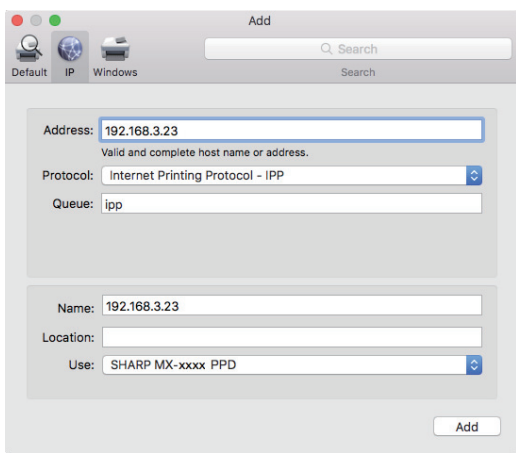 Add
Search
Default IP Windows Search
Address: 192.168.3.23
Valid and complete host name or address.
Protocol: Internet Printing Protocol - IPP
Queue: ipp
Name: 192.168.3.23
Location:
Use: SHARP MX-xxxx PPD
Add